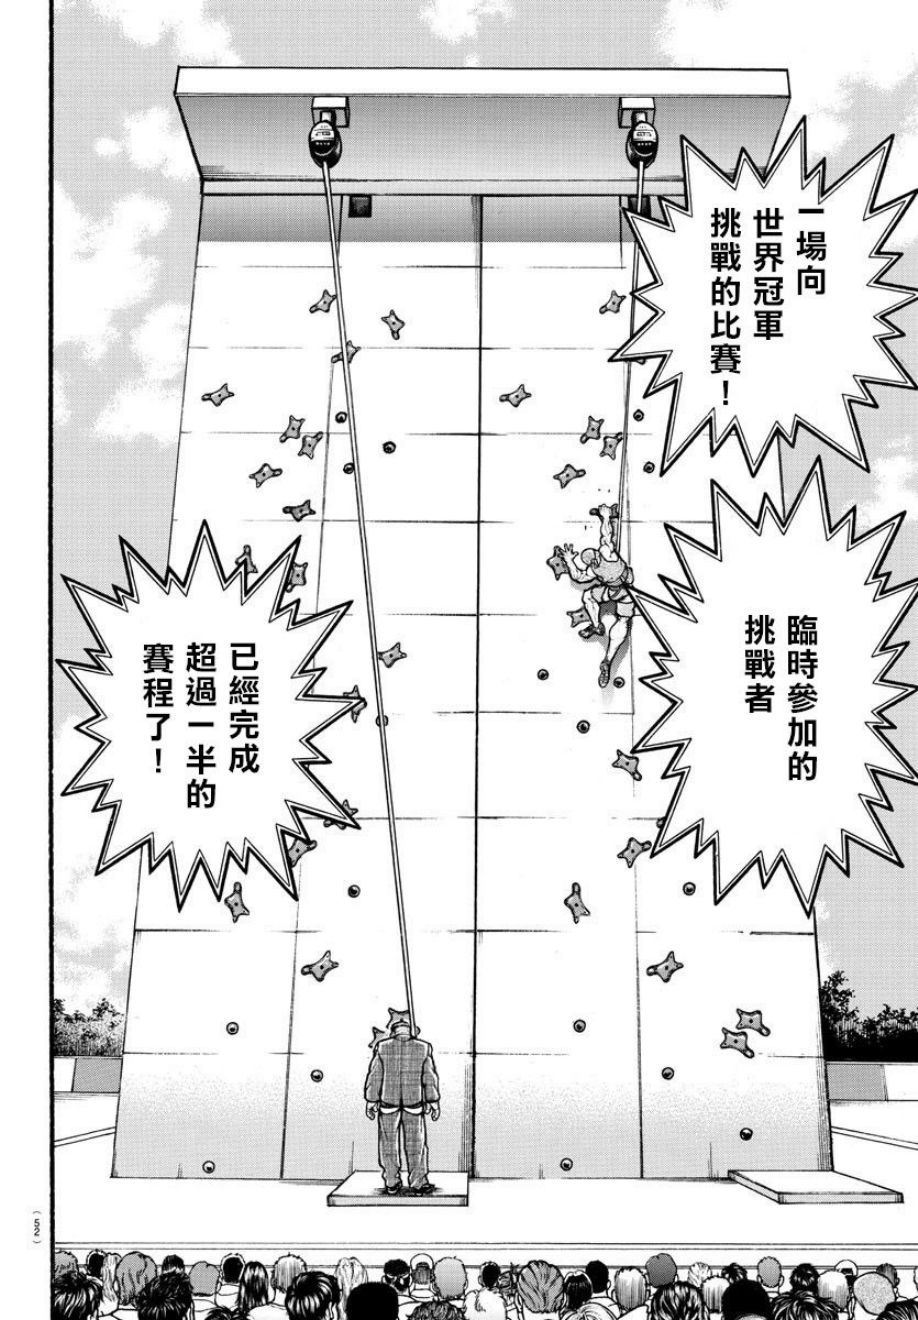 一場向
世界冠軍
挑戰的比賽！
臨時參加的
挑戰者
已經完成
超過一半的
賽程了！
（52）